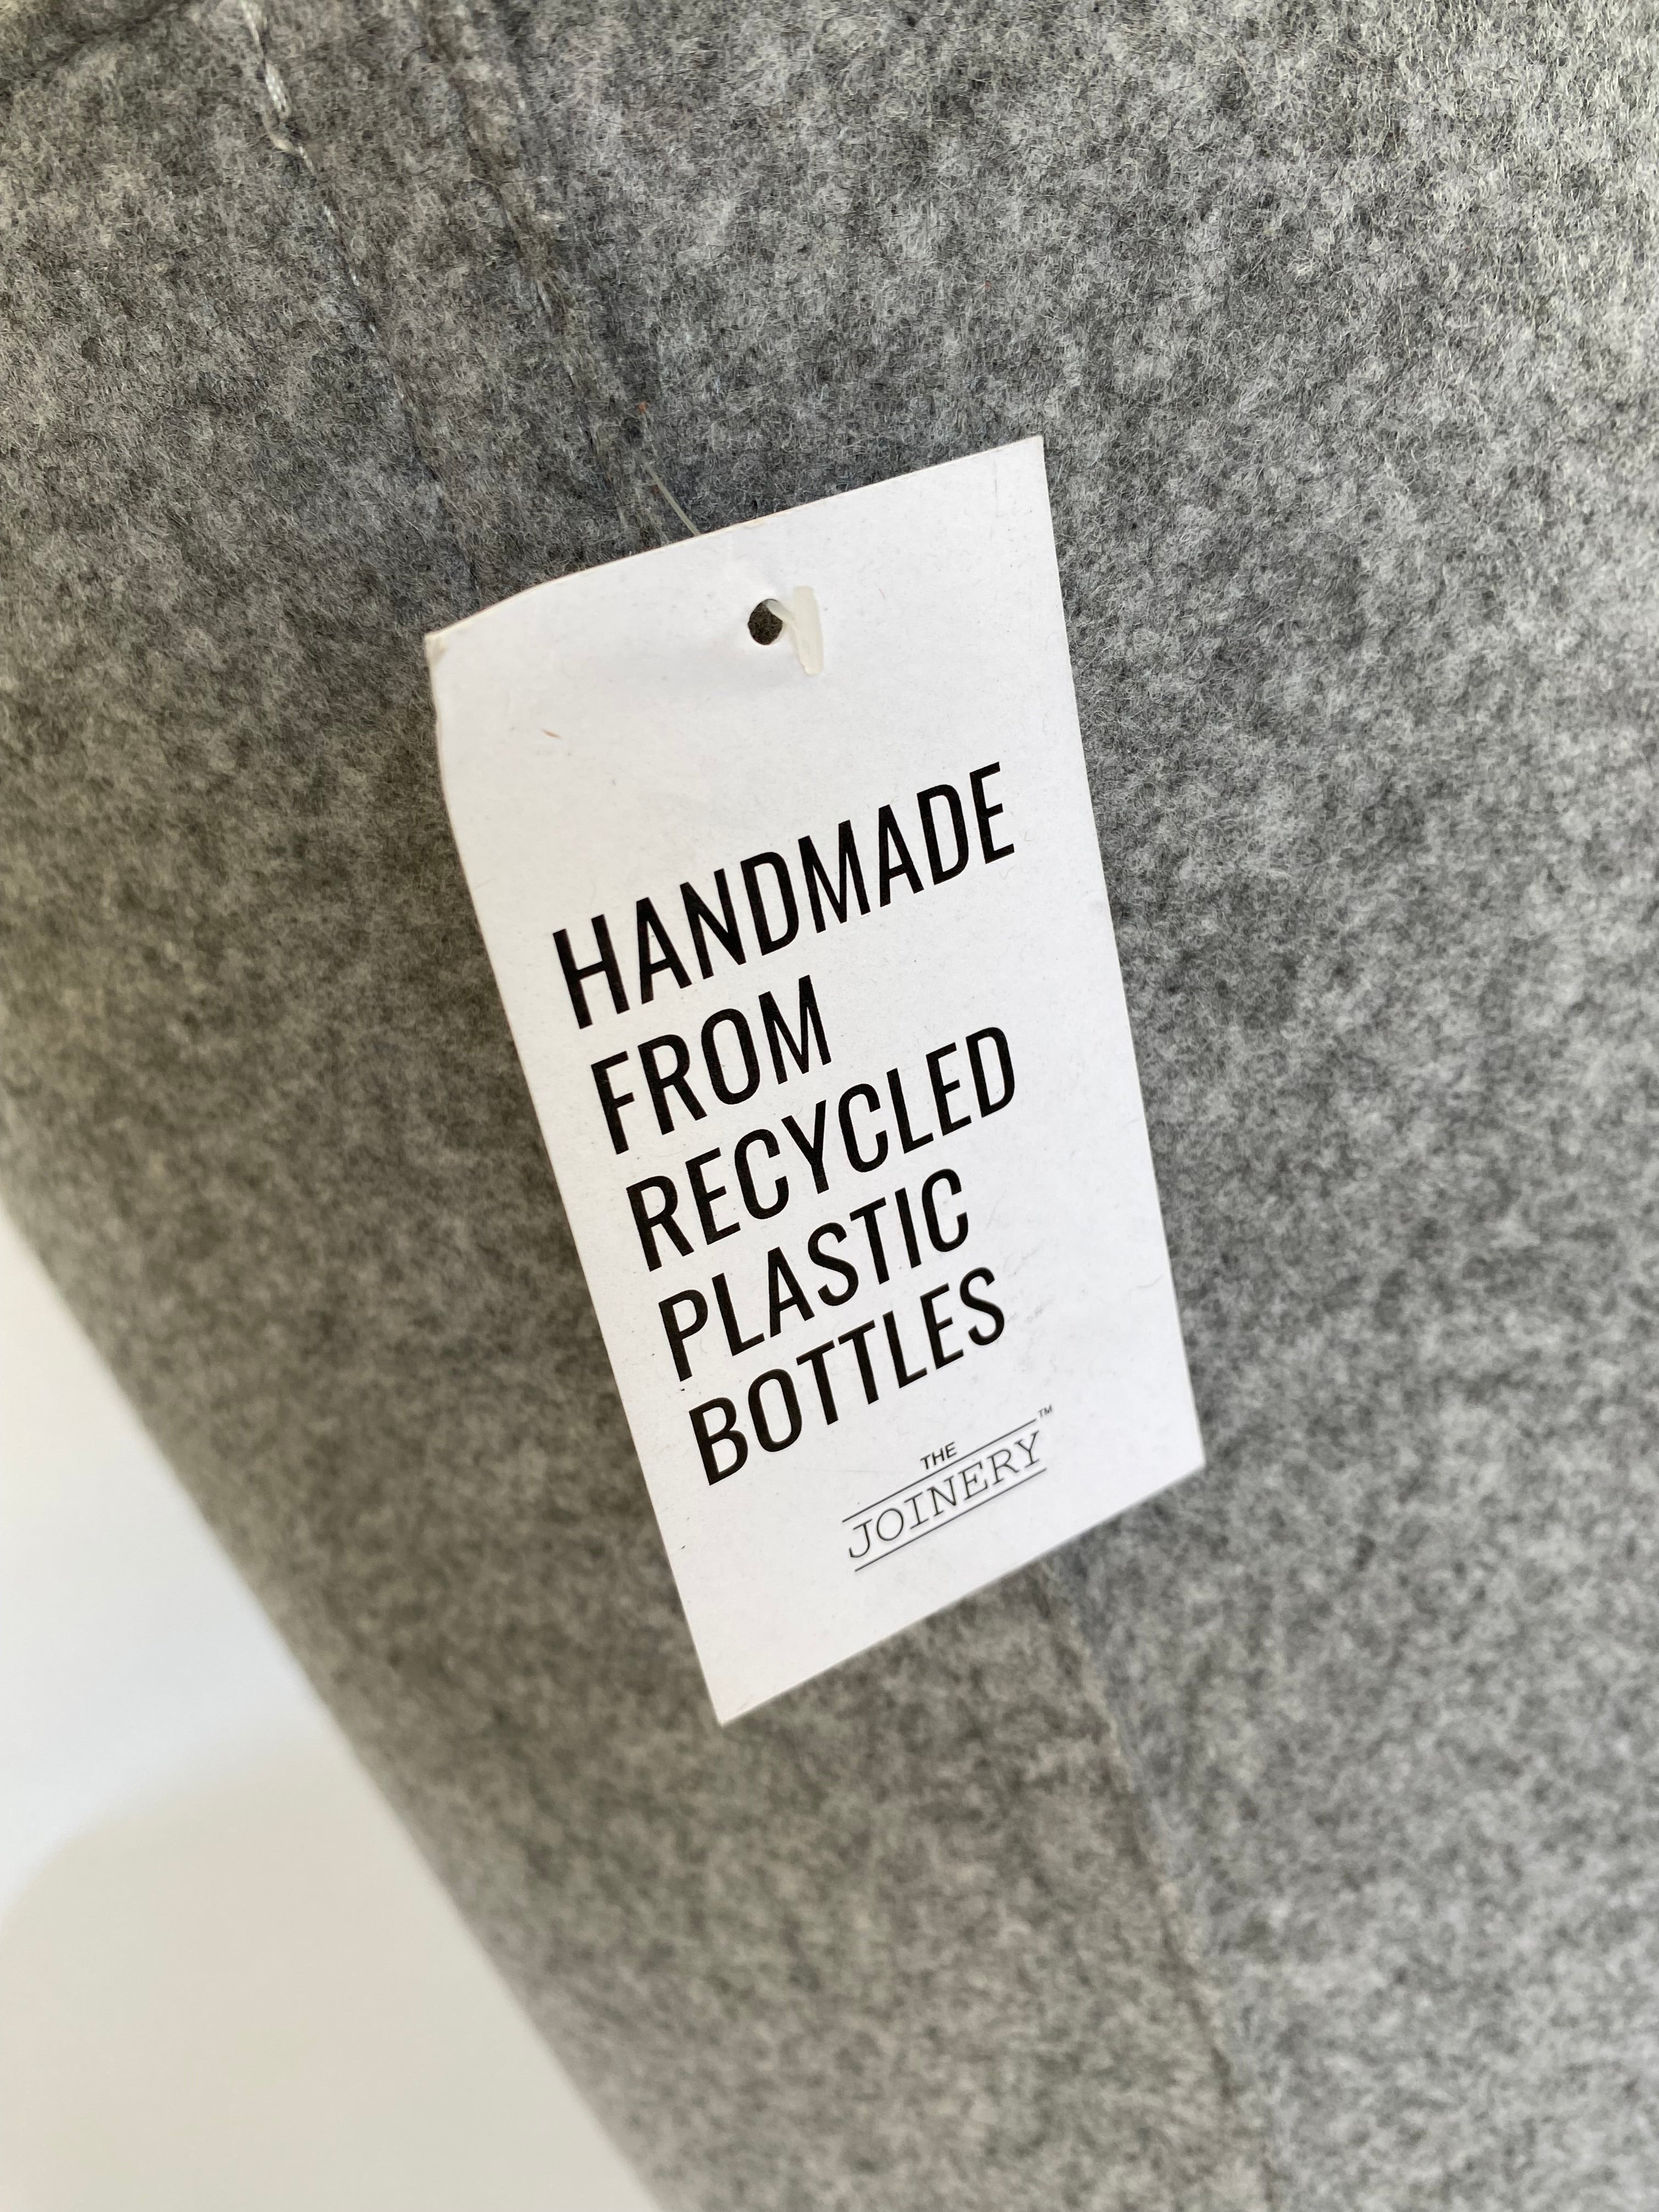 HANDMADE
FROM
RECYCLED
PLASTIC
BOTTLES
THE
JOINERY™